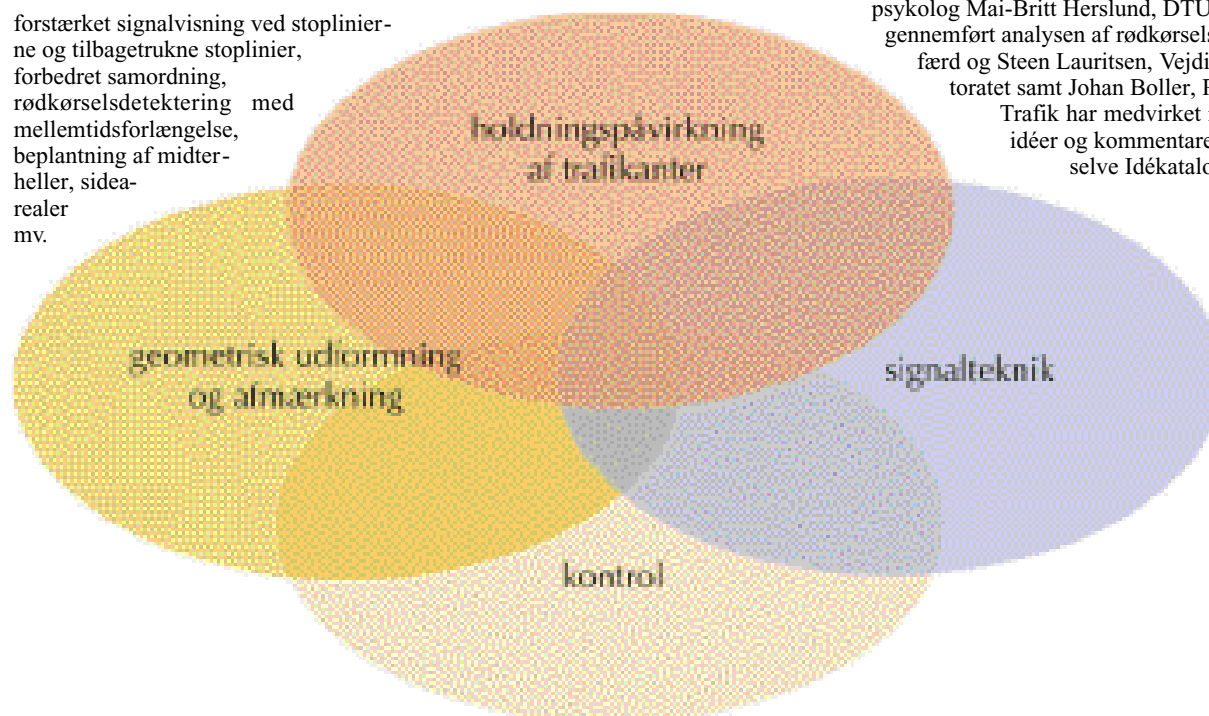 forstærket signalvisning ved stoplinier-
ne og tilbagetrukne stoplinier,
forbedret samordning,
rødkørselsdetektering med
mellemtidsforlængelse,
beplantning af midter-
heller, sidea-
realer
mv.
psykolog Mai-Britt Herslund, DTU
gennemført analysen af rødkørsels
færd og Steen Lauritsen, Vejdi
toratet samt Johan Boller,
Trafik har medvirket
idéer og kommentare
selve Idékatalo
holdningspåvirkning
af trafikanter
geometrisk udformning
og afmærkning
signalteknik
kontrol